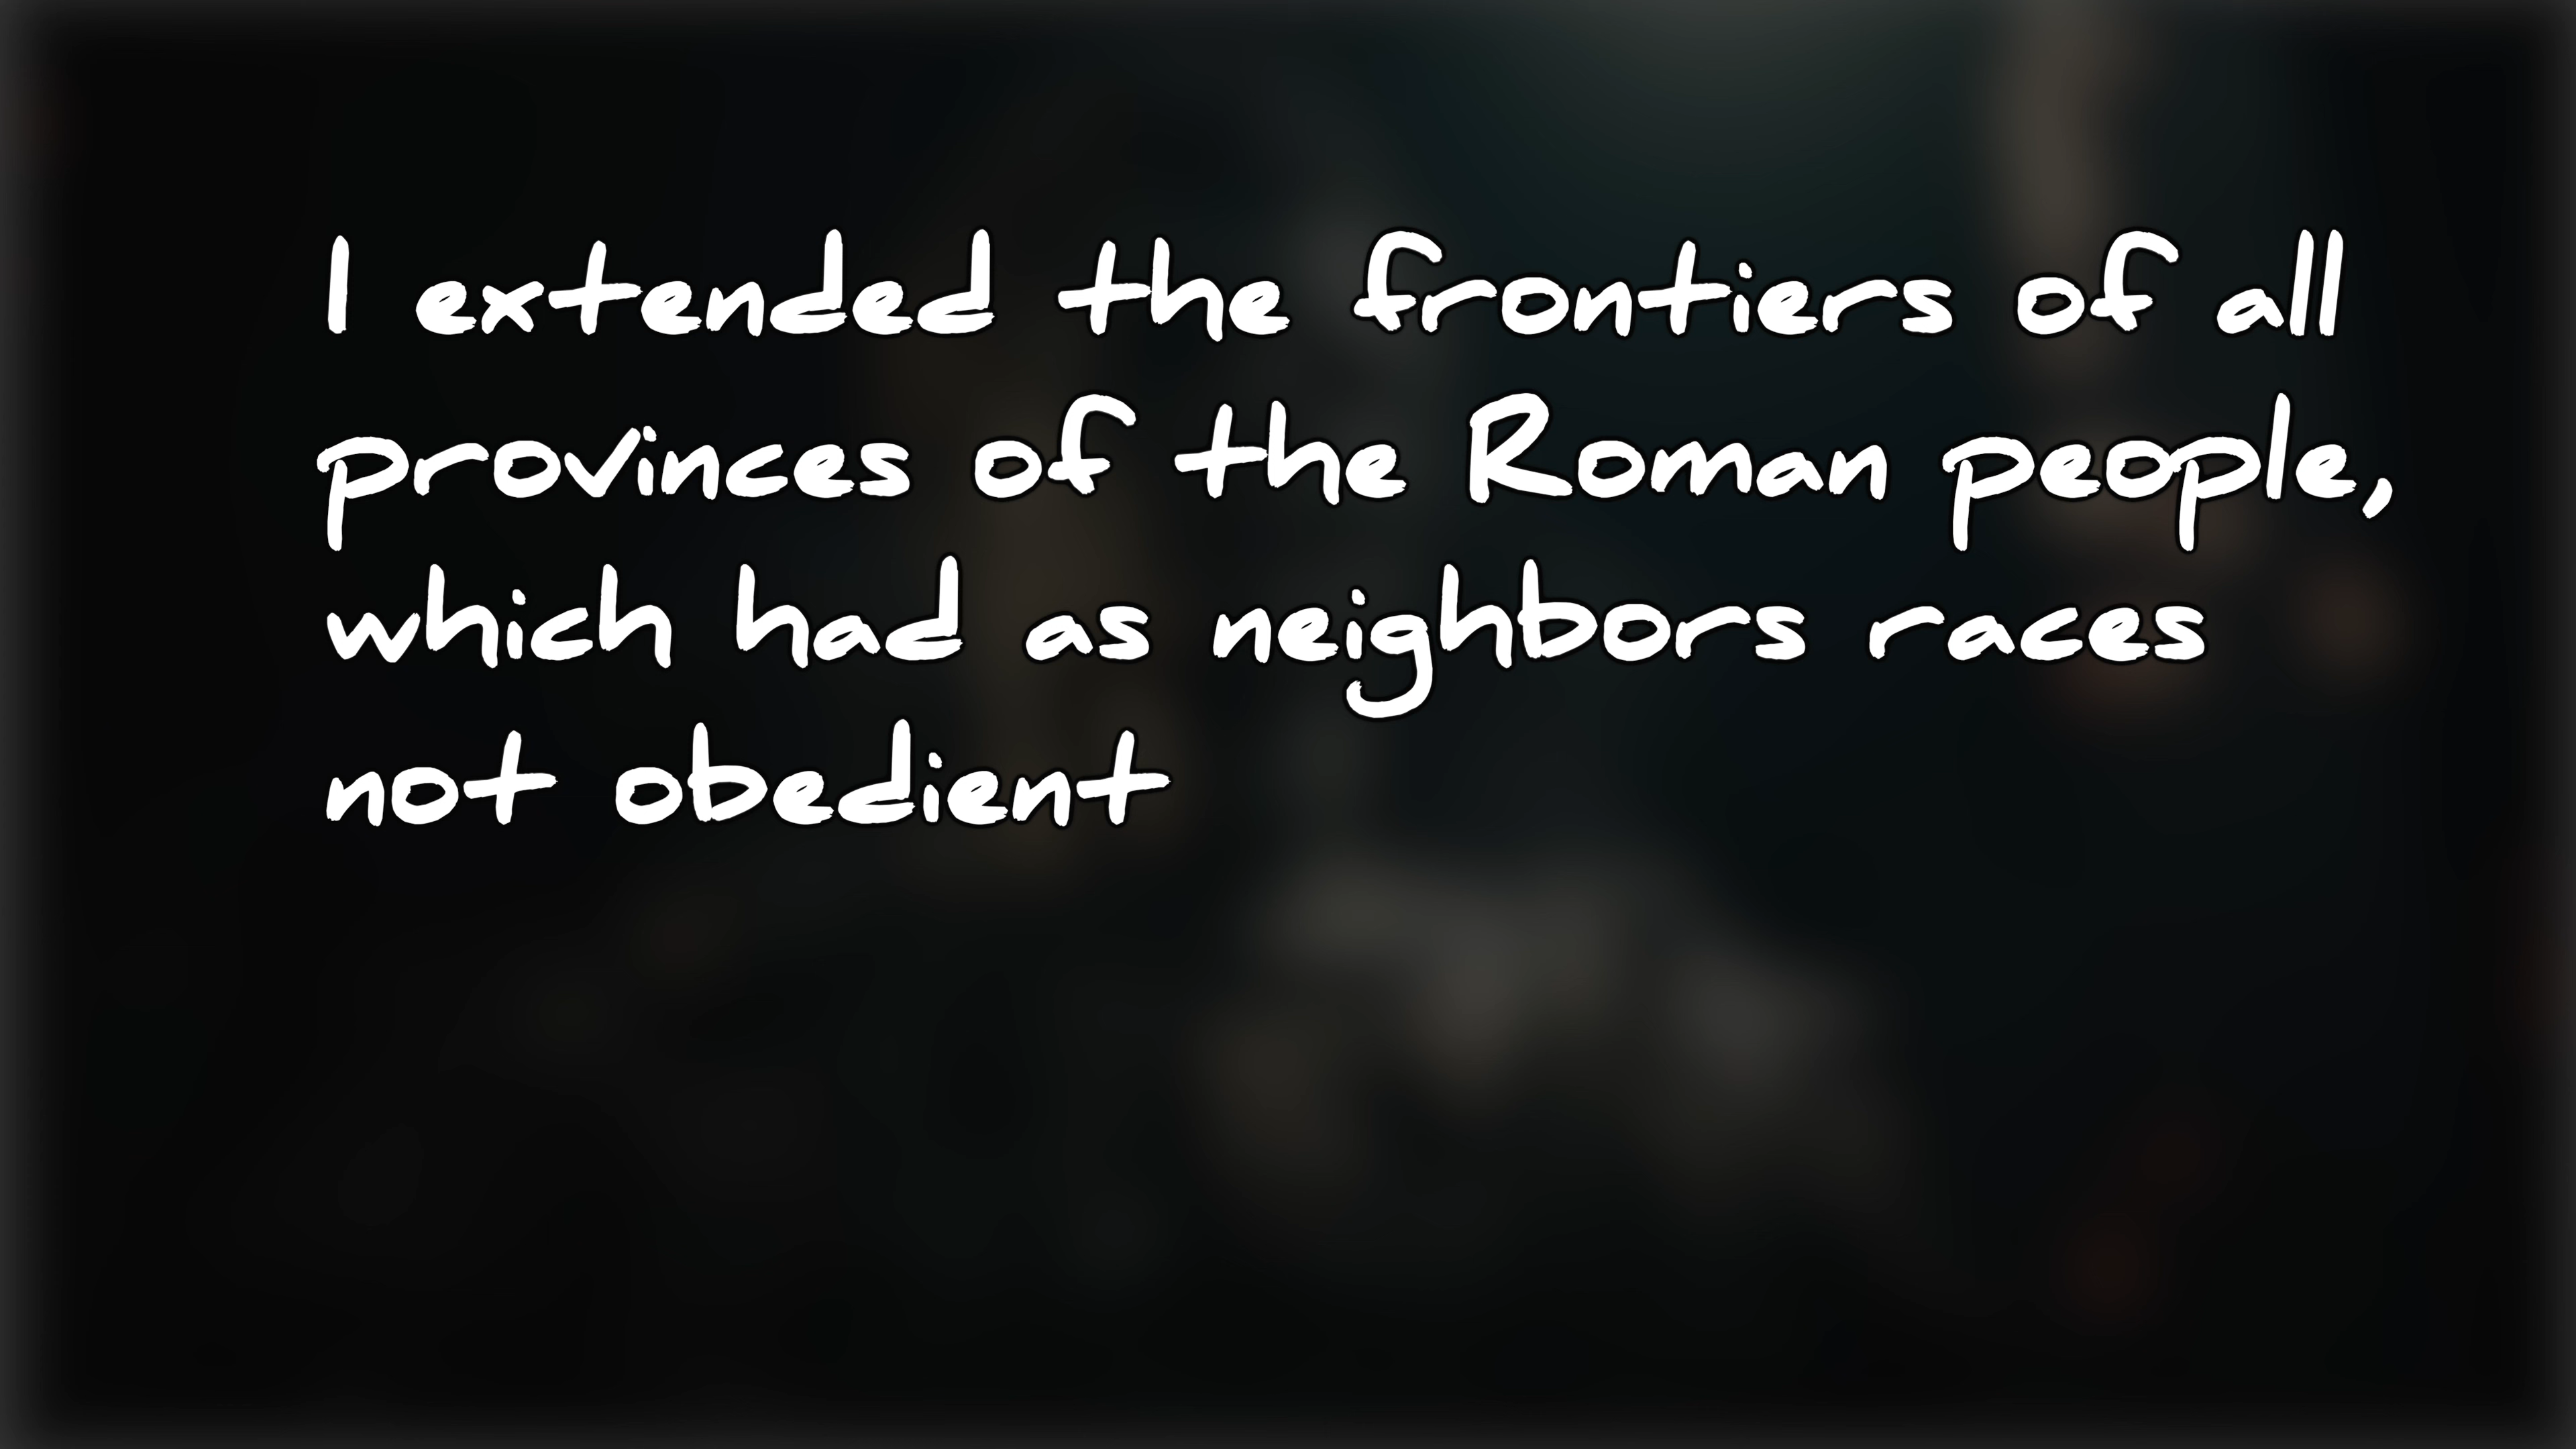 I extended the frontiers of all
provinces of the Roman people,
which had as neighbors races
not obedient